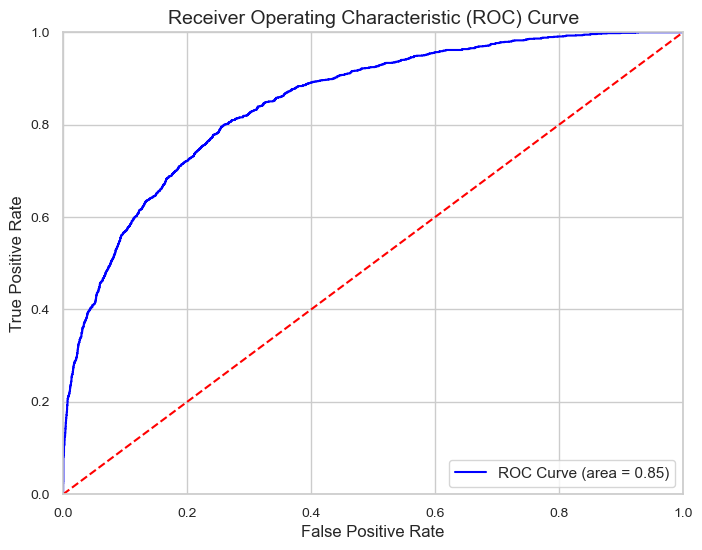 Receiver Operating Characteristic (ROC) Curve
1.0
0.8
0.6
0.4
0.2
0.0
True Positive Rate
ROC Curve (area = 0.85)
0.0 0.2 0.4 0.6 0.8 1.0
False Positive Rate